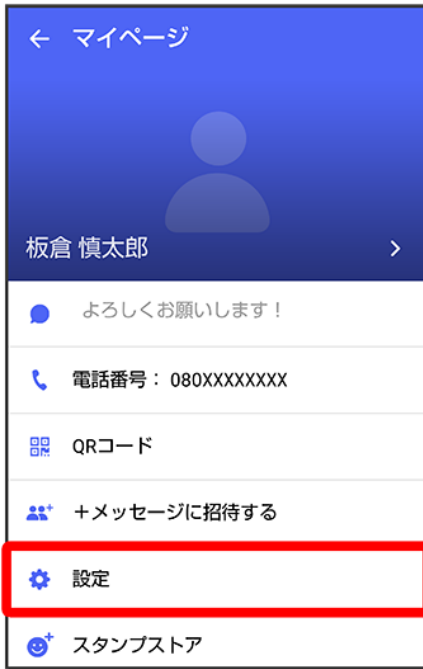 マイページ
板倉 慎太郎
よろしくお願いします！
電話番号： 080XXXXXXXX
QRコード
＋メッセージに招待する
設定
スタンプストア